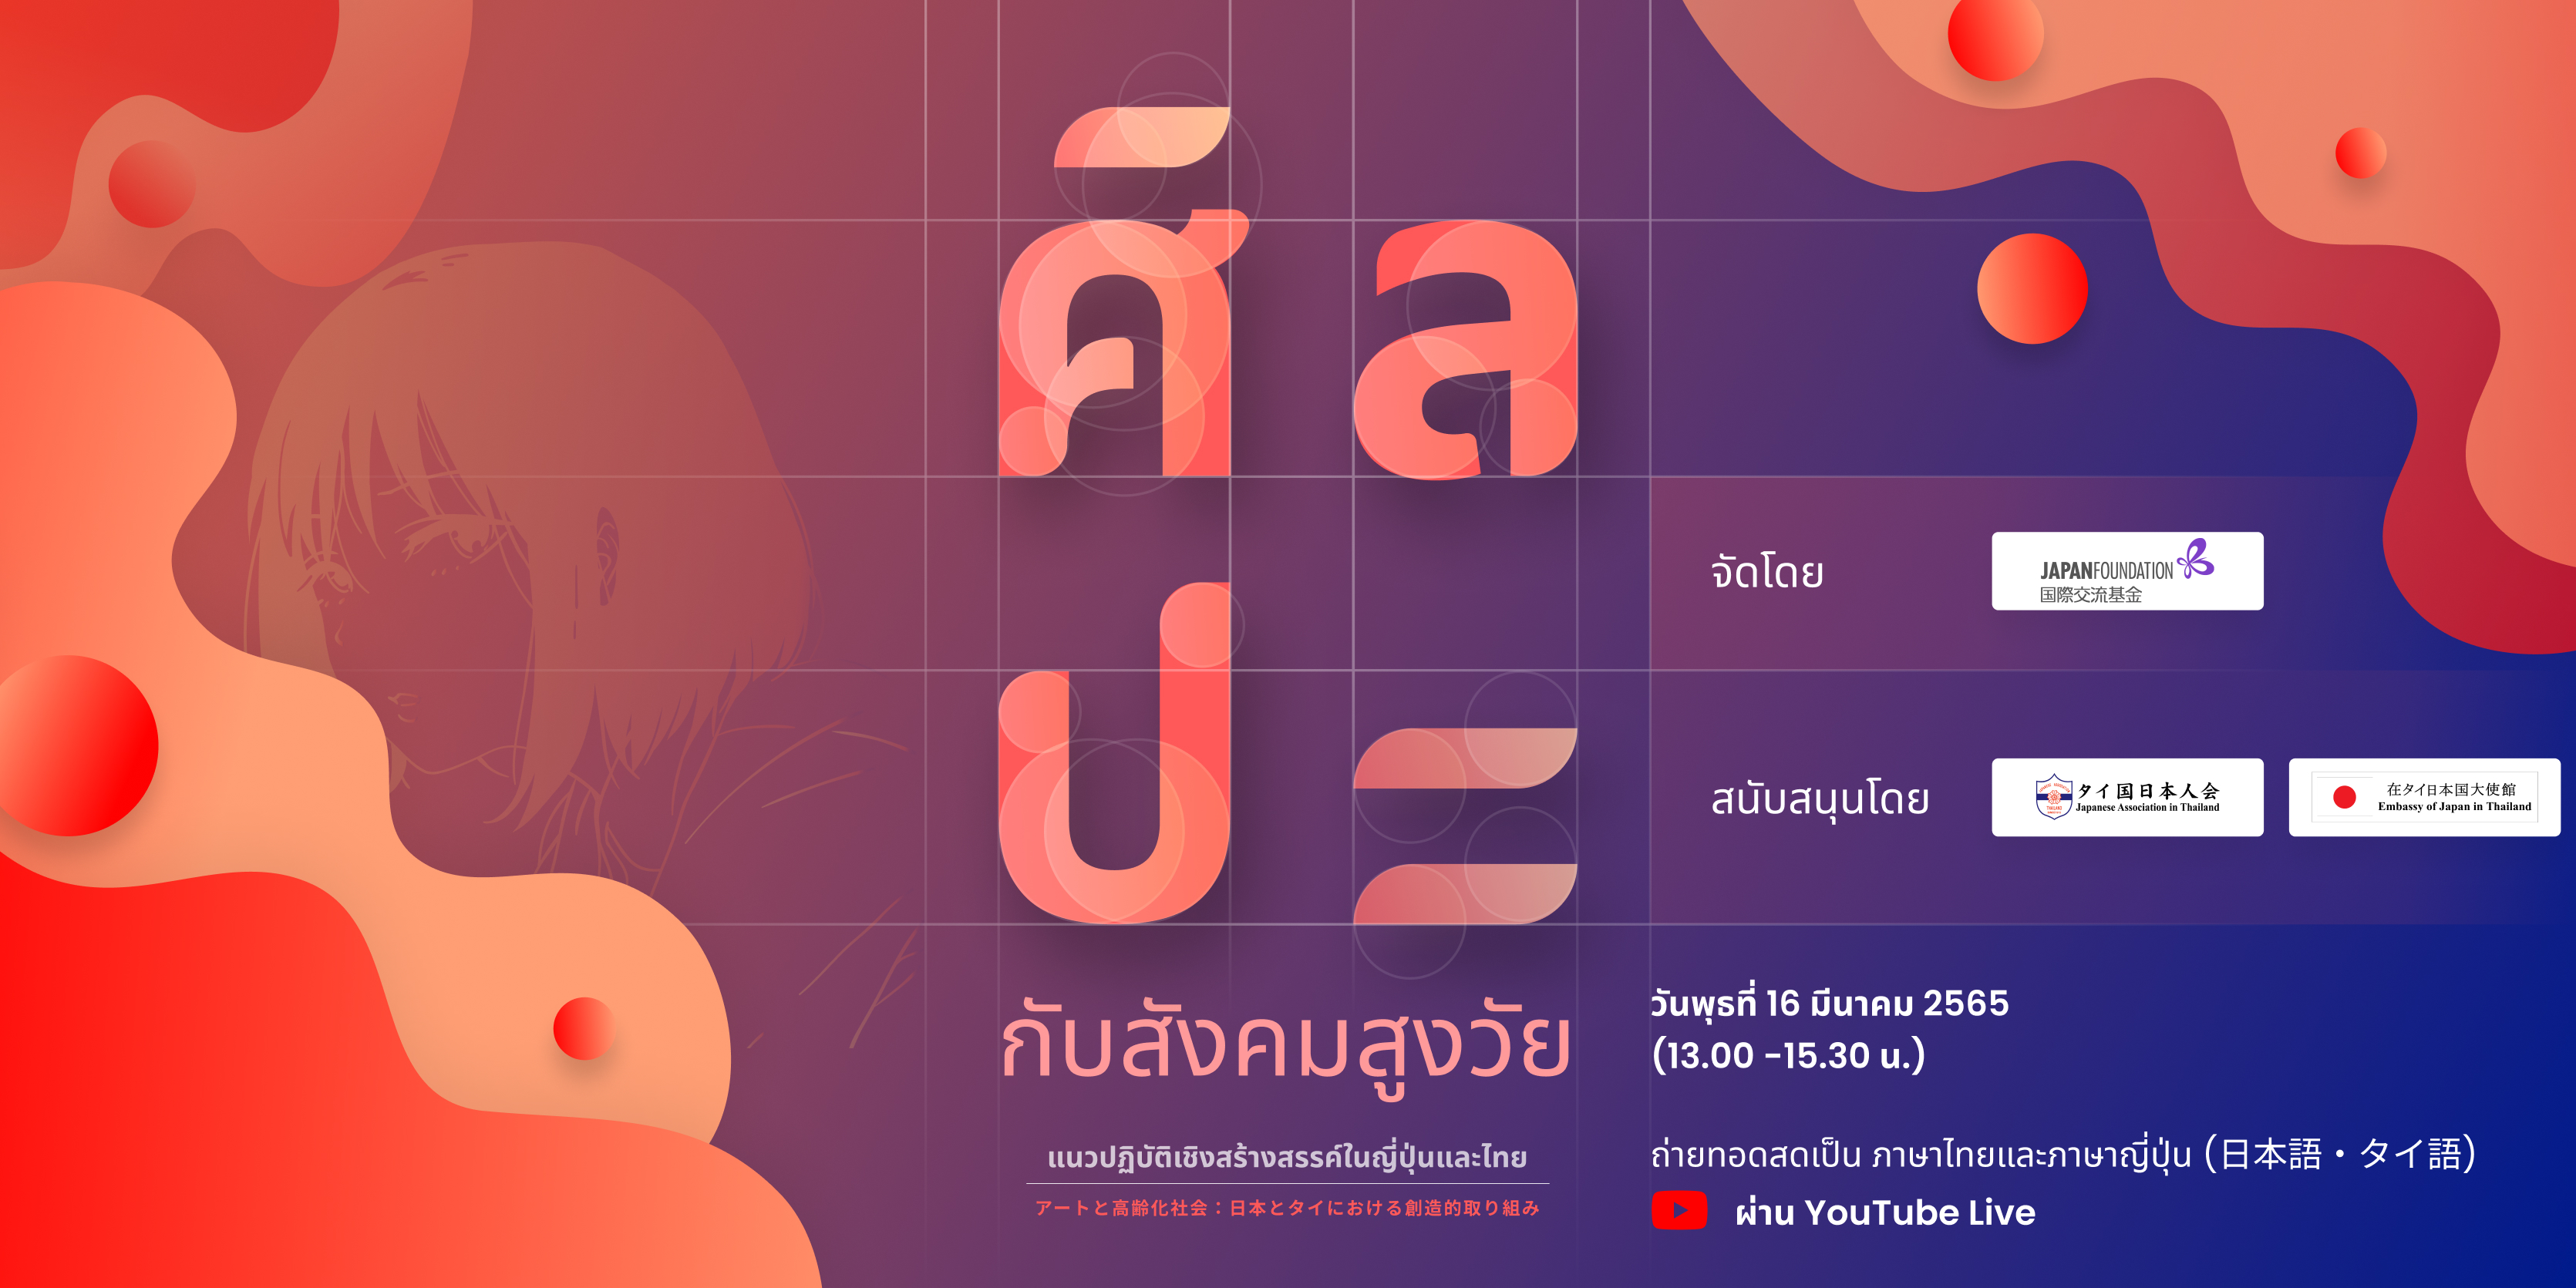 ศิล
ปะ
กับสังคมสูงวัย
แนวปฏิบัติเชิงสร้างสรรค์ในญี่ปุ่นและไทย
アートと高齢化社会：日本とタイにおける創造的取り組み
จัดโดย
JAPANFOUNDATION
国際交流基金
สนับสนุนโดย
タイ国日本人会
Japanese Association in Thailand
在タイ日本国大使館
Embassy of Japan in Thailand
วันพุธที่ 16 มีนาคม 2565
(13.00 -15.30 น.)
ถ่ายทอดสดเป็น ภาษาไทยและภาษาญี่ปุ่น (日本語・タイ語)
ผ่าน YouTube Live